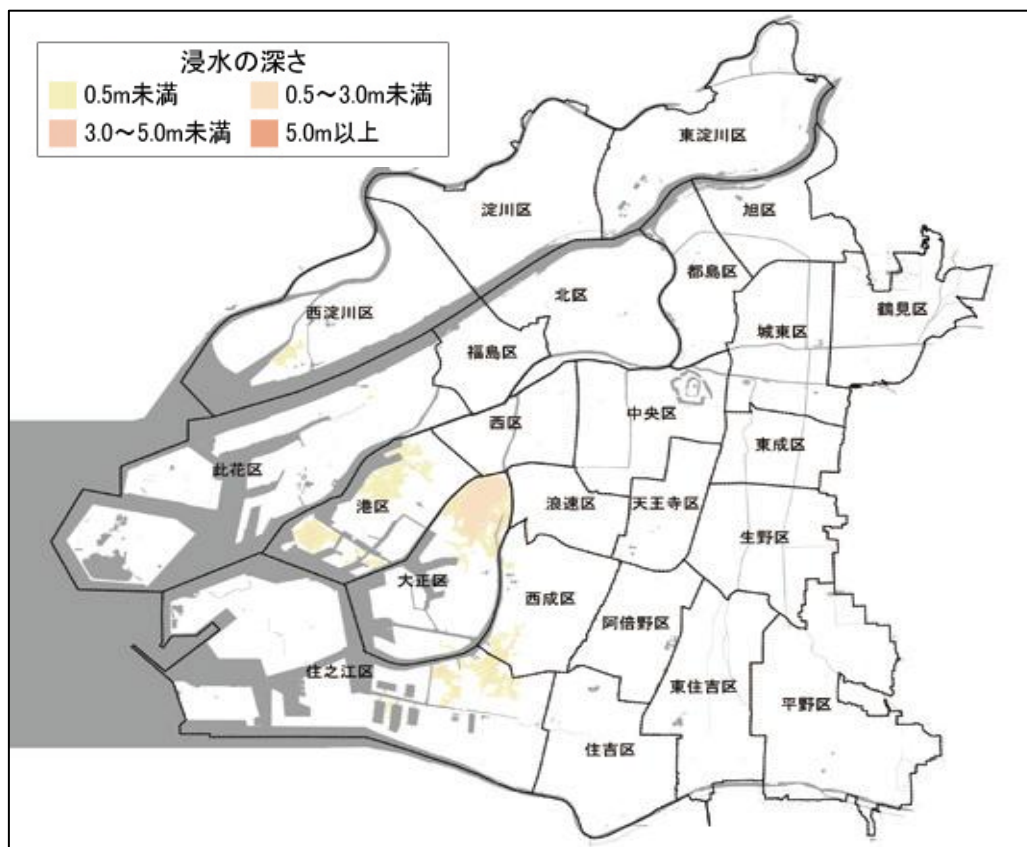 浸水の深さ
0.5m未満
0.5～3.0m未満
3.0～5.0m未満
5.0m以上
東淀川区
淀川区
旭区
都島区
北区
鶴見区
西淀川区
城東区
福島区
中央区
西区
東成区
此花区
港区
浪速区
天王寺区
生野区
大正区
西成区
阿倍野区
住之江区
東住吉区
平野区
住吉区